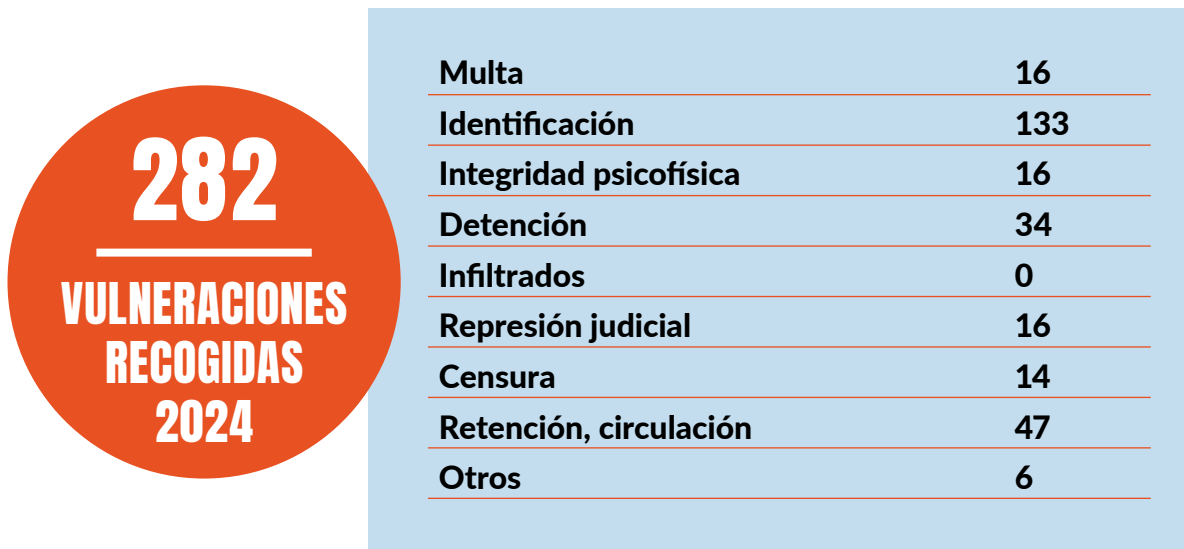 282
VULNERACIONES
RECOGIDAS
2024
Multa 16
Identificación 133
Integridad psicofísica 16
Detención 34
Infiltrados 0
Represión judicial 16
Censura 14
Retención, circulación 47
Otros 6